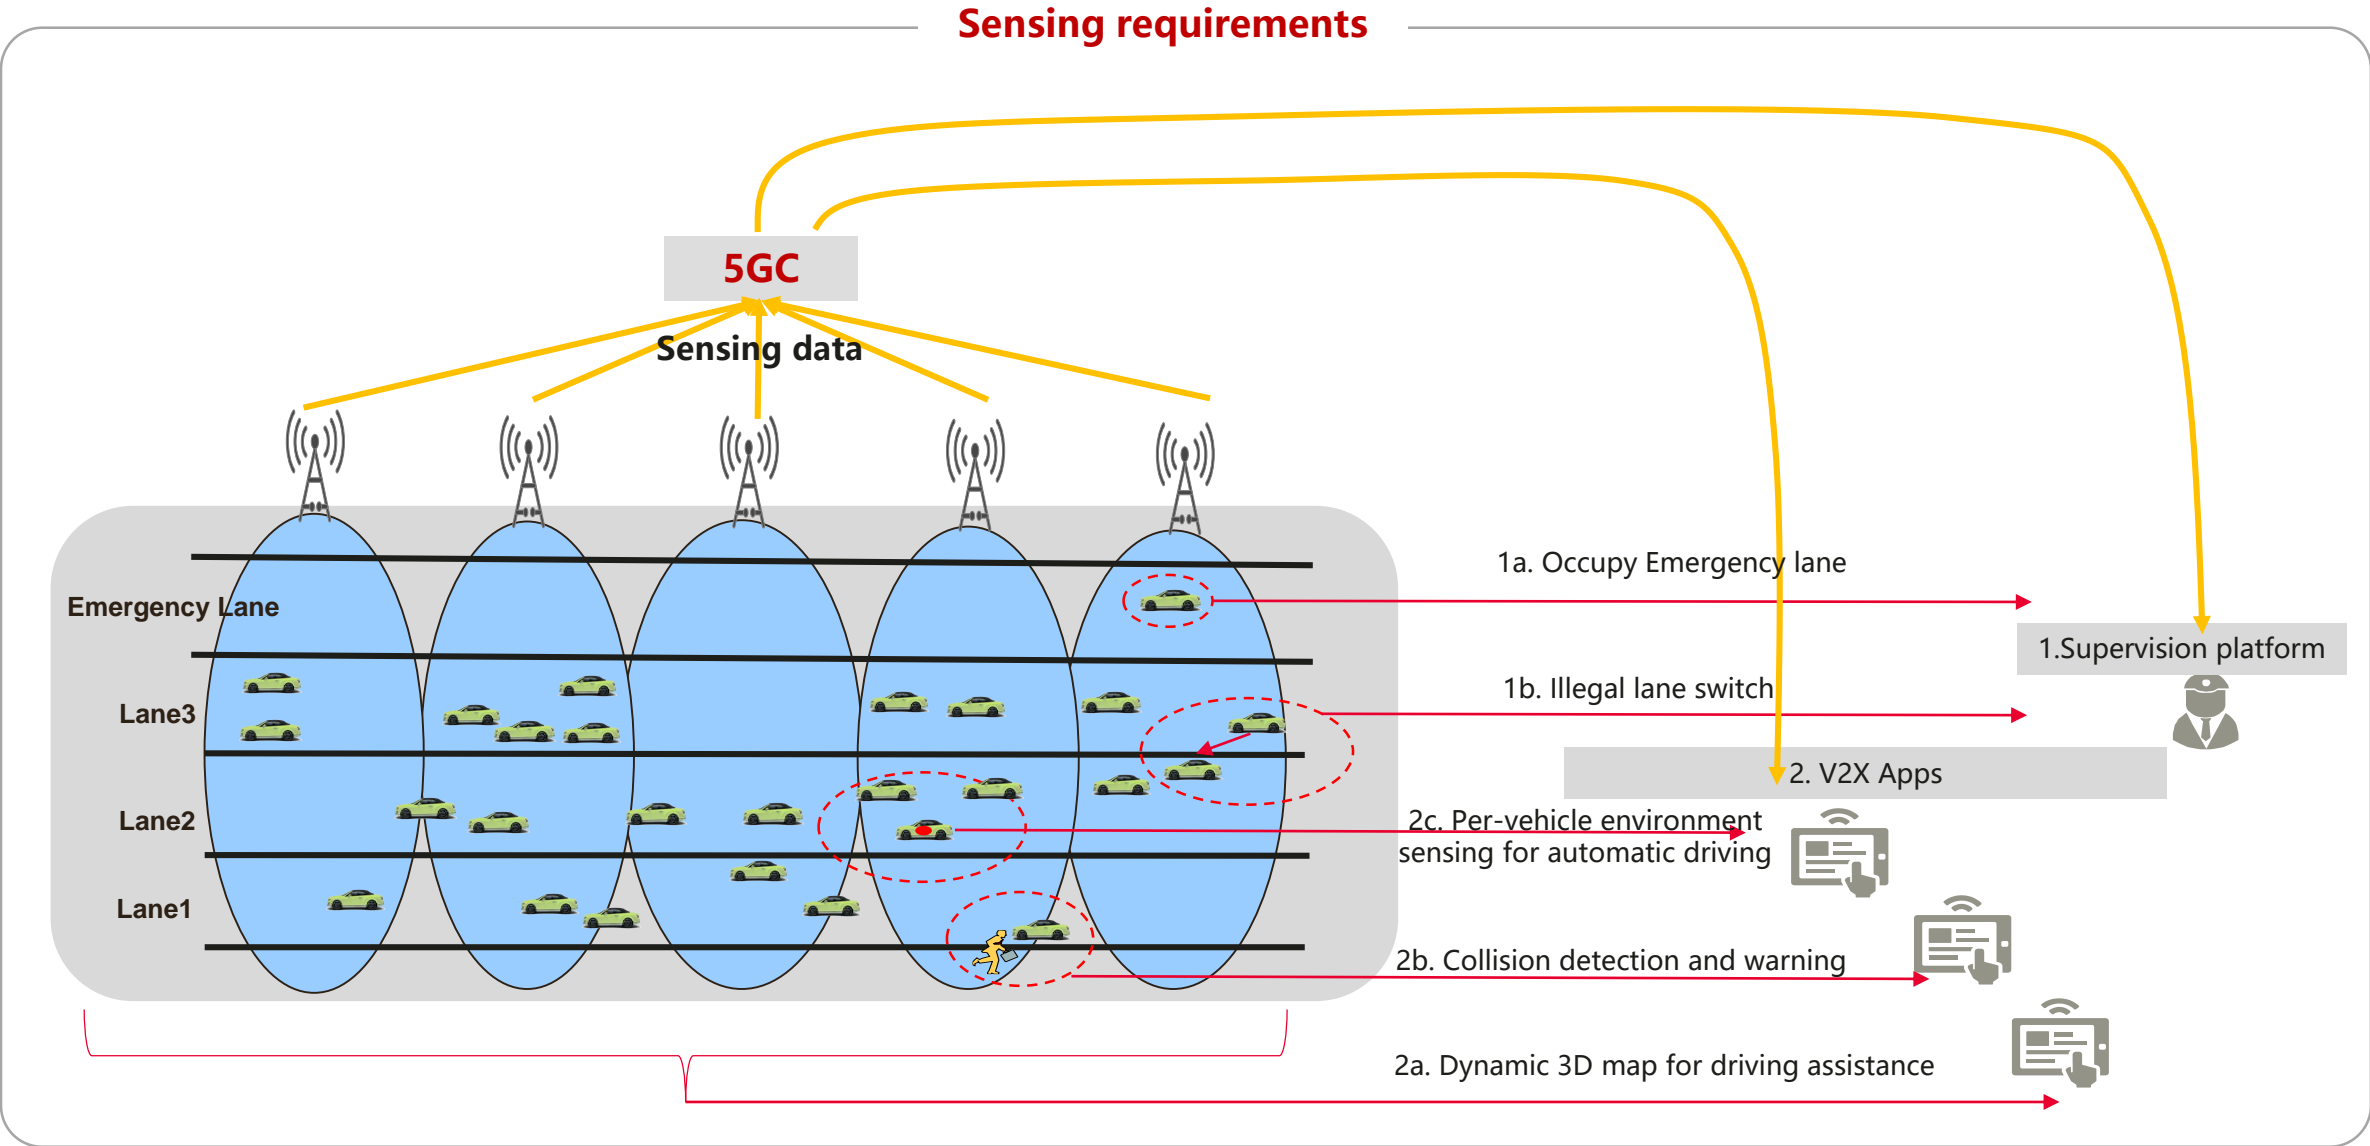 Sensing requirements
5GC
Sensing data
1a. Occupy Emergency lane
Emergency Lane
1.Supervision platform
1b. Illegal lane switch
Lane3
2. V2X Apps
Lane2
2c. Per-vehicle environment
sensing for automatic driving
Lane1
2b. Collision detection and warning
2a. Dynamic 3D map for driving assistance